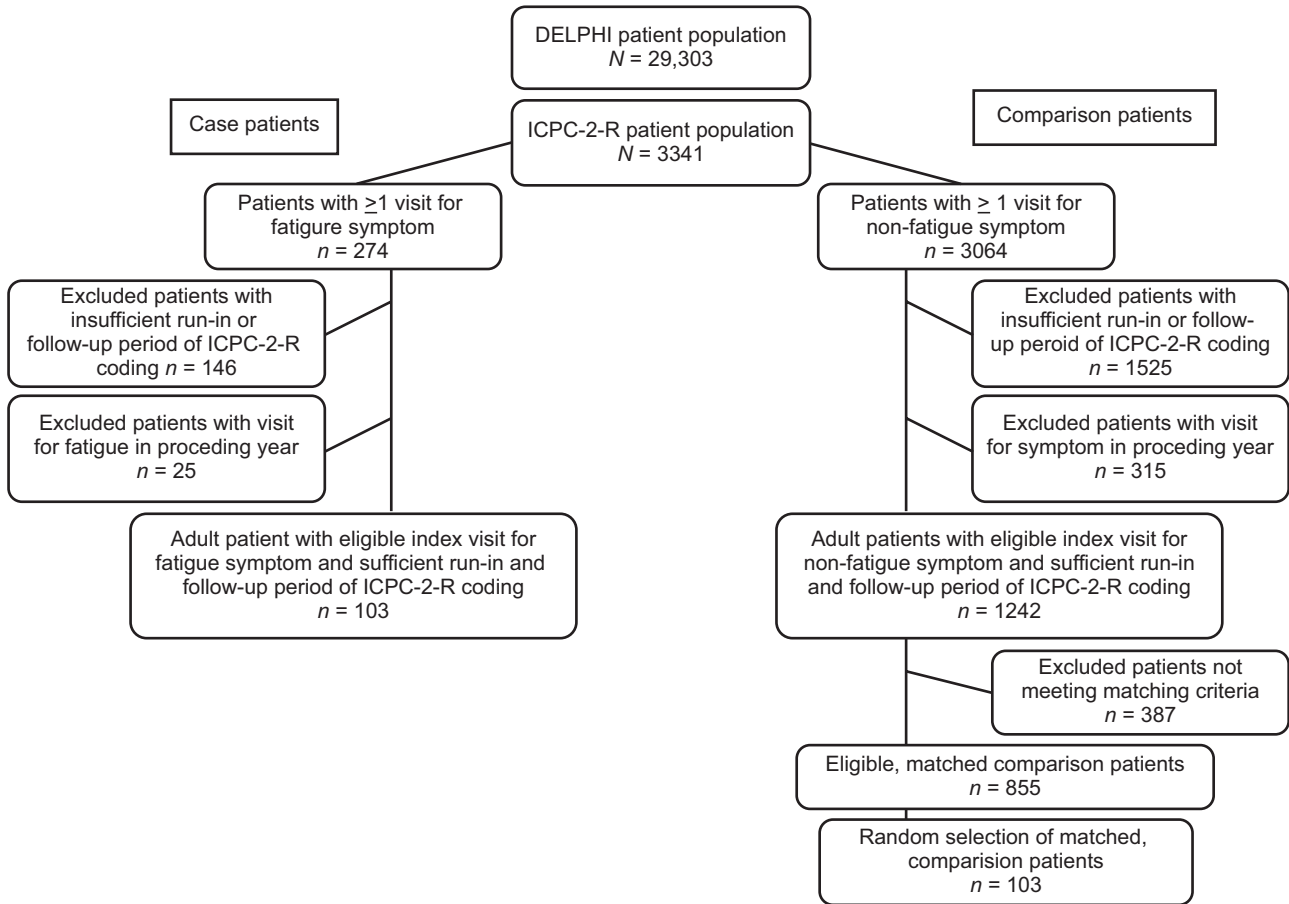 DELPHI patient population
N = 29,303
Case patients
ICPC-2-R patient population
N = 3341
Comparison patients
Patients with ≥1 visit for
fatigure symptom
n = 274
Patients with ≥ 1 visit for
non-fatigue symptom
n = 3064
Excluded patients with
insufficient run-in or
follow-up period of ICPC-2-R
coding n = 146
Excluded patients with
insufficient run-in or follow-
up peroid of ICPC-2-R coding
n = 1525
Excluded patients with visit
for fatigue in proceding year
n = 25
Excluded patients with visit
for symptom in proceding year
n = 315
Adult patient with eligible index visit for
fatigue symptom and sufficient run-in and
follow-up period of ICPC-2-R coding
n = 103
Adult patients with eligible index visit for
non-fatigue symptom and sufficient run-in
and follow-up period of ICPC-2-R coding
n = 1242
Excluded patients not
meeting matching criteria
n = 387
Eligible, matched comparison patients
n = 855
Random selection of matched,
comparision patients
n = 103